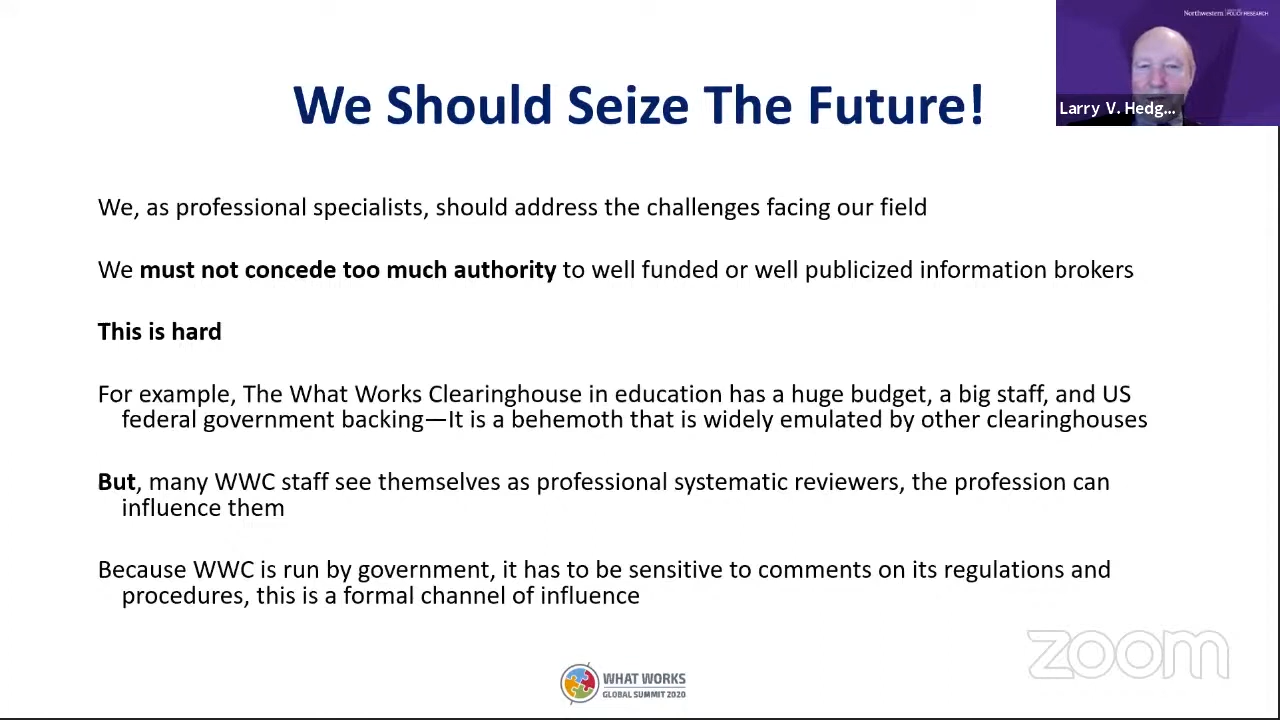 Northwestern
POLICY RESEARCH
We Should Seize The Future!
Larry V. Hedg...
We, as professional specialists, should address the challenges facing our field
We must not concede too much authority to well funded or well publicized information brokers
This is hard
For example, The What Works Clearinghouse in education has a huge budget, a big staff, and US
federal government backing—It is a behemoth that is widely emulated by other clearinghouses
But, many WWC staff see themselves as professional systematic reviewers, the profession can
influence them
Because WWC is run by government, it has to be sensitive to comments on its regulations and
procedures, this is a formal channel of influence
zoom
WHAT WORKS
GLOBAL SUMMIT 2020